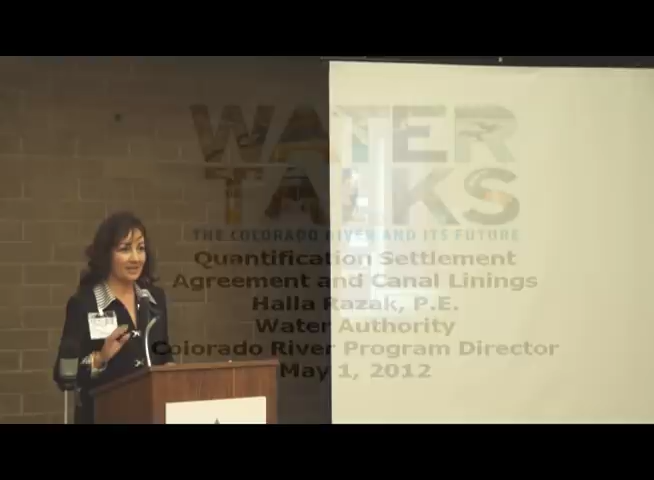 WATER
TALKS
THE COLORADO RIVER AND ITS FUTURE
Quantification Settlement
Agreement and Canal Linings
Halla Razak, P.E.
Water Authority
Colorado River Program Director
May 1, 2012